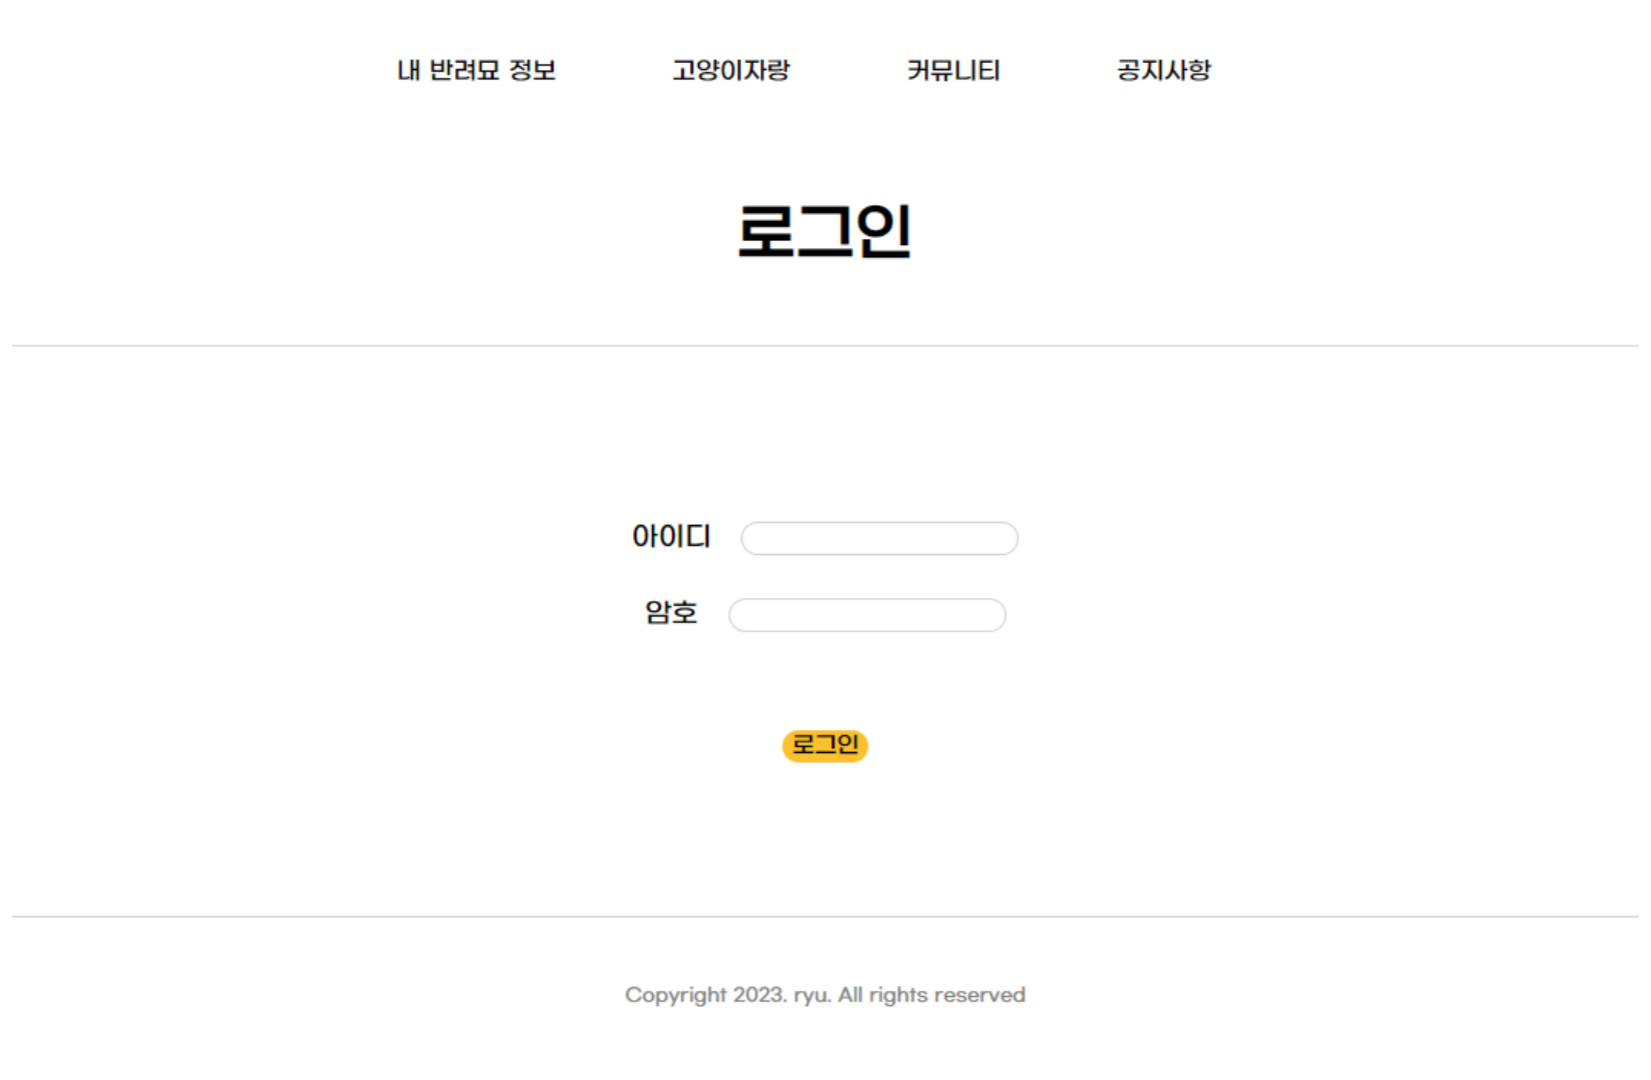 내 반려묘 정보 고양이자랑 커뮤니티 공지사항
로그인
아이디
암호
로그인
Copyright 2023. ryu. All rights reserved